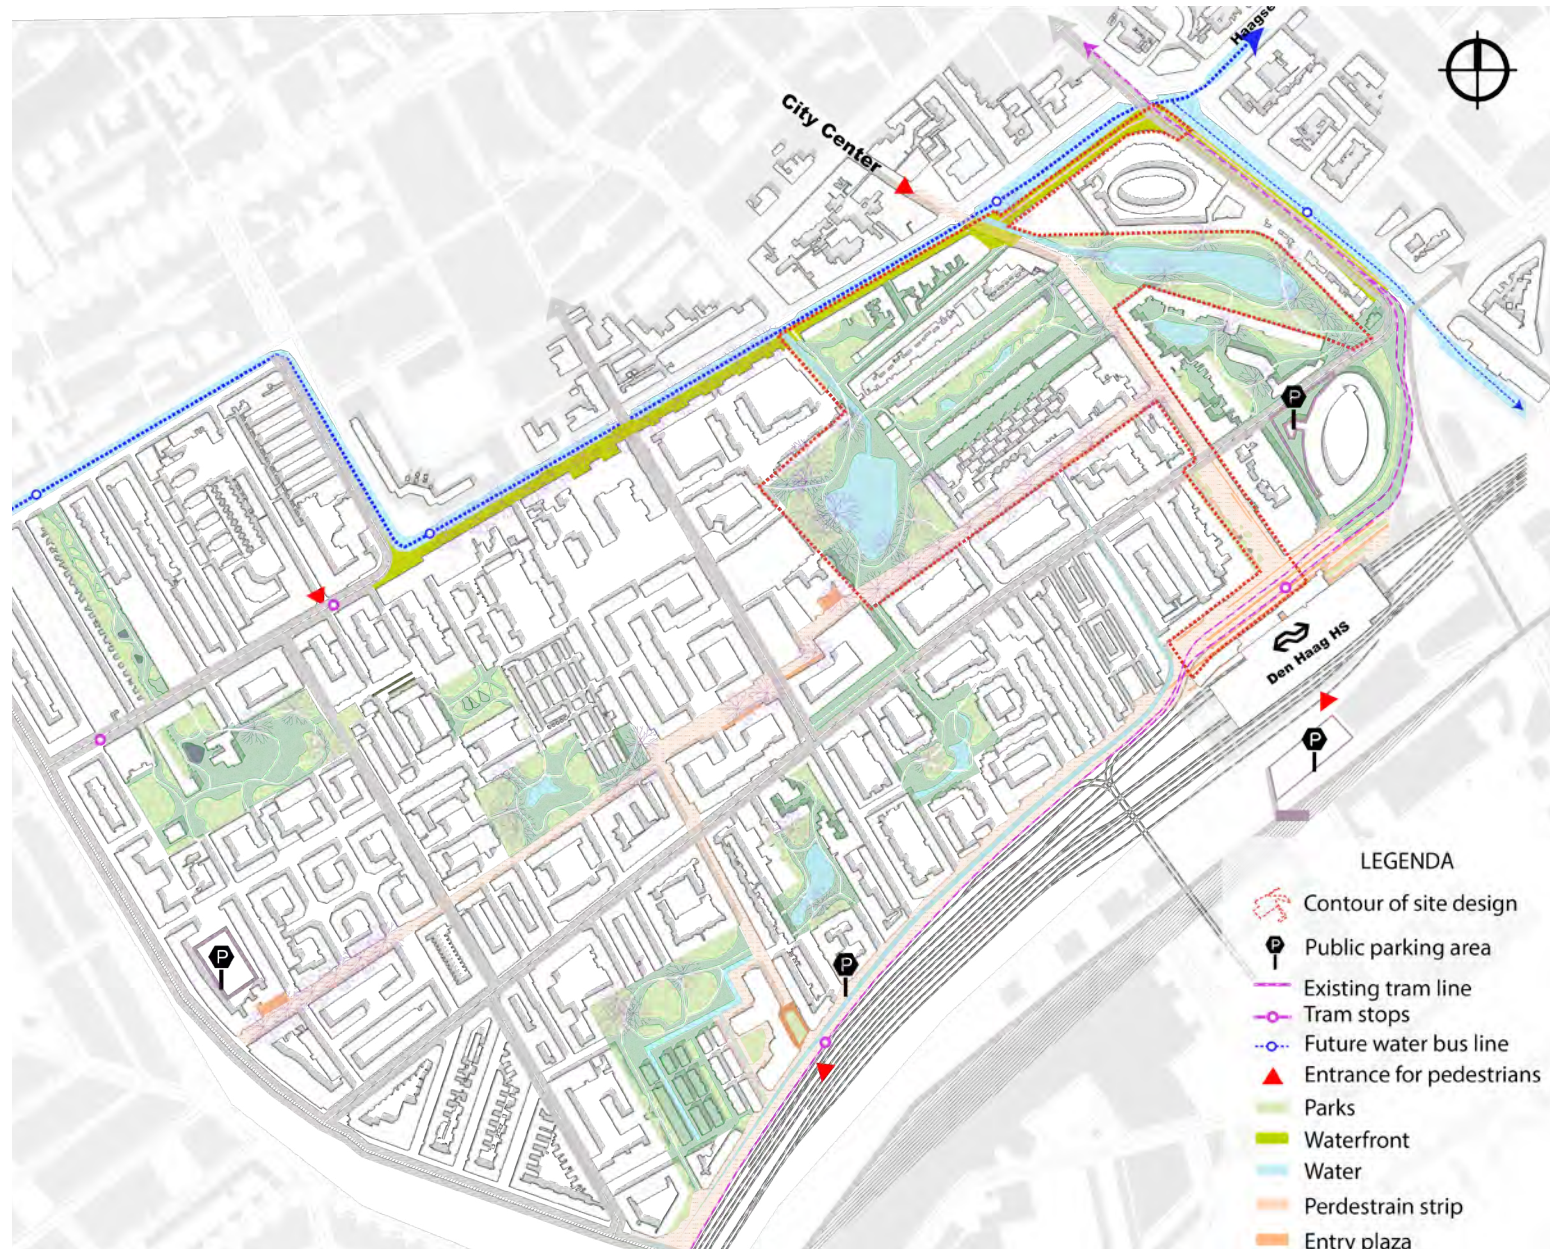 Haagse
City Center
P
Den Haag HS
P
P
P
LEGENDA
Contour of site design
P
Public parking area
Existing tram line
Tram stops
Future water bus line
Entrance for pedestrians
Parks
Waterfront
Water
Perdestrain strip
Entry plaza